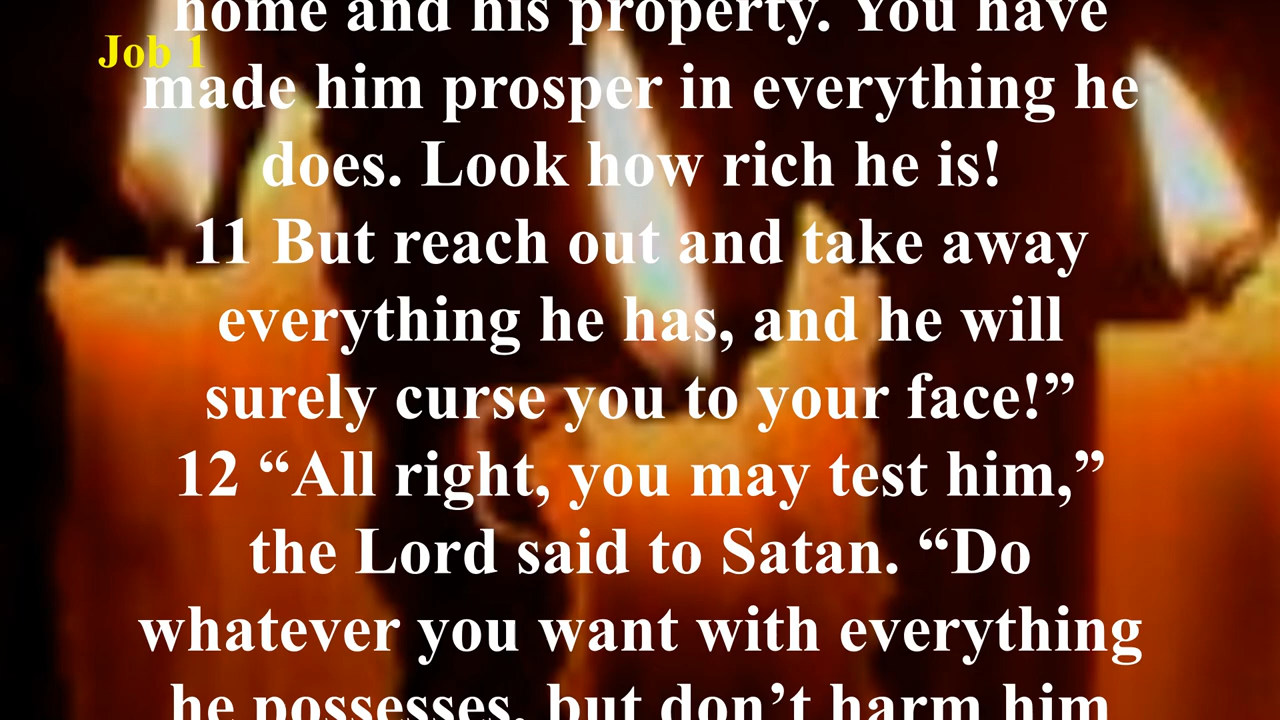 home and his property. You have
Job 1
made him prosper in everything he
does. Look how rich he is!
11 But reach out and take away
everything he has, and he will
surely curse you to your face!”
12 “All right, you may test him,”
the Lord said to Satan. “Do
whatever you want with everything
he possesses, but don’t harm him